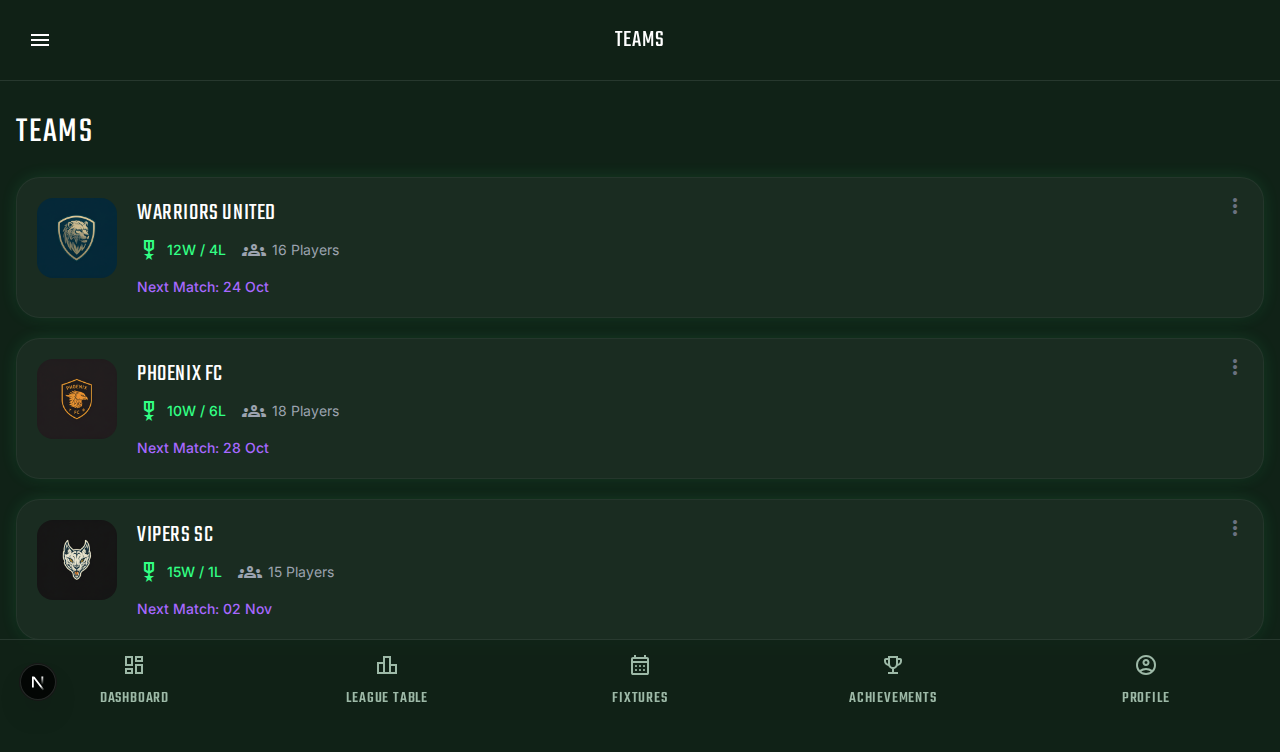 TEAMS
TEAMS
WARRIORS UNITED
12W / 4L 16 Players
Next Match: 24 Oct
PHOENIX
FC
PHOENIX FC
10W / 6L 18 Players
Next Match: 28 Oct
VIPERS SC
15W / 1L 15 Players
Next Match: 02 Nov
N
DASHBOARD
LEAGUE TABLE
FIXTURES
ACHIEVEMENTS
PROFILE